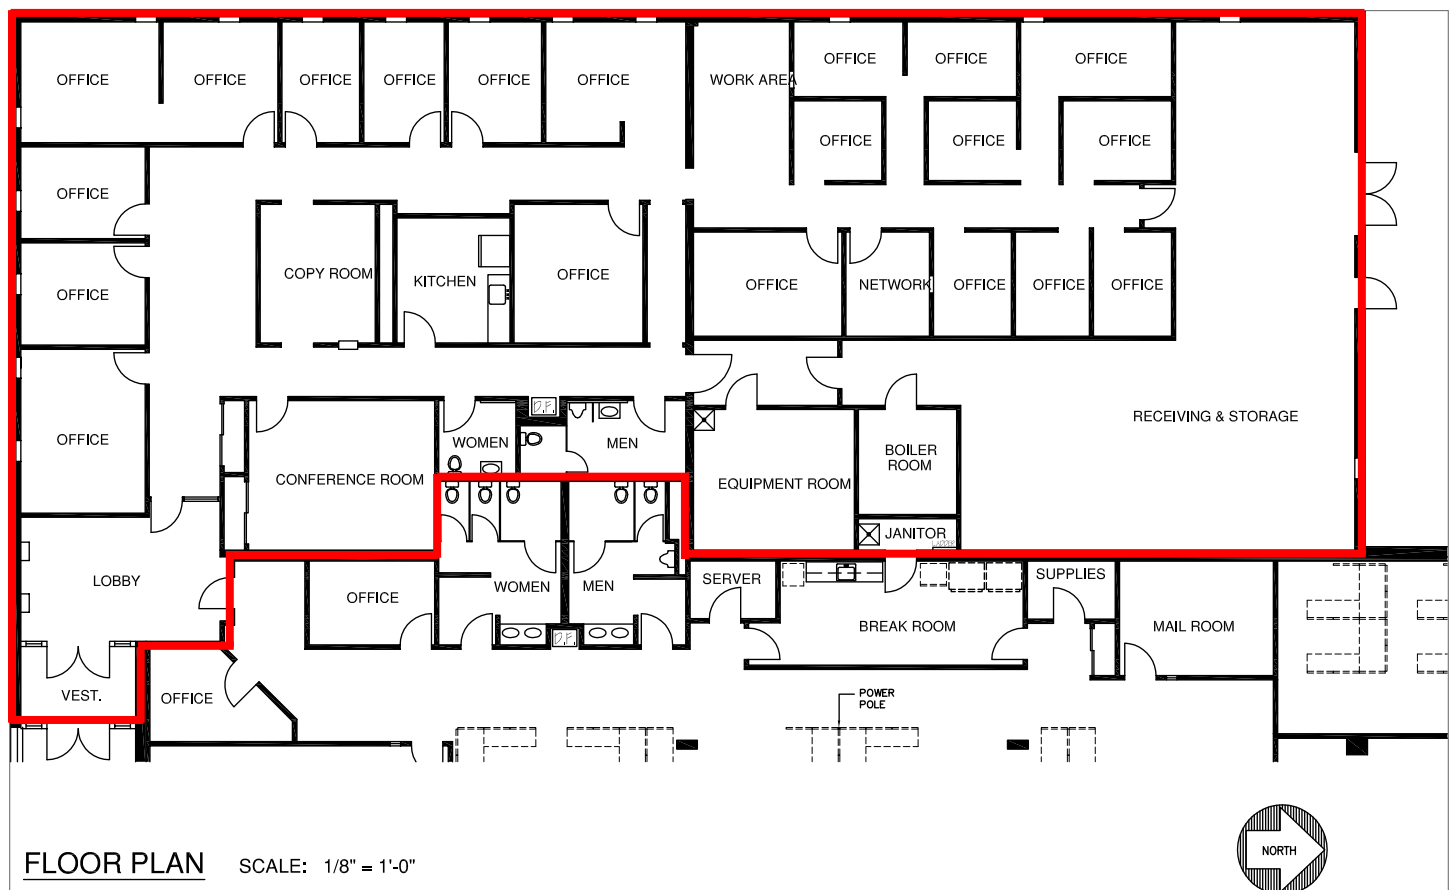 OFFICE OFFICE OFFICE OFFICE OFFICE OFFICE WORK AREA OFFICE OFFICE OFFICE
OFFICE OFFICE OFFICE
OFFICE
COPY ROOM KITCHEN OFFICE OFFICE NETWORK OFFICE OFFICE OFFICE
OFFICE
D.F.
RECEIVING & STORAGE
OFFICE WOMEN MEN
BOILER
ROOM
CONFERENCE ROOM EQUIPMENT ROOM
JANITOR
LOBBY WOMEN MEN SERVER SUPPLIES
OFFICE
BREAK ROOM MAIL ROOM
D.F.
VEST. OFFICE
POWER
POLE
NORTH
FLOOR PLAN SCALE: 1/8" = 1'-0"